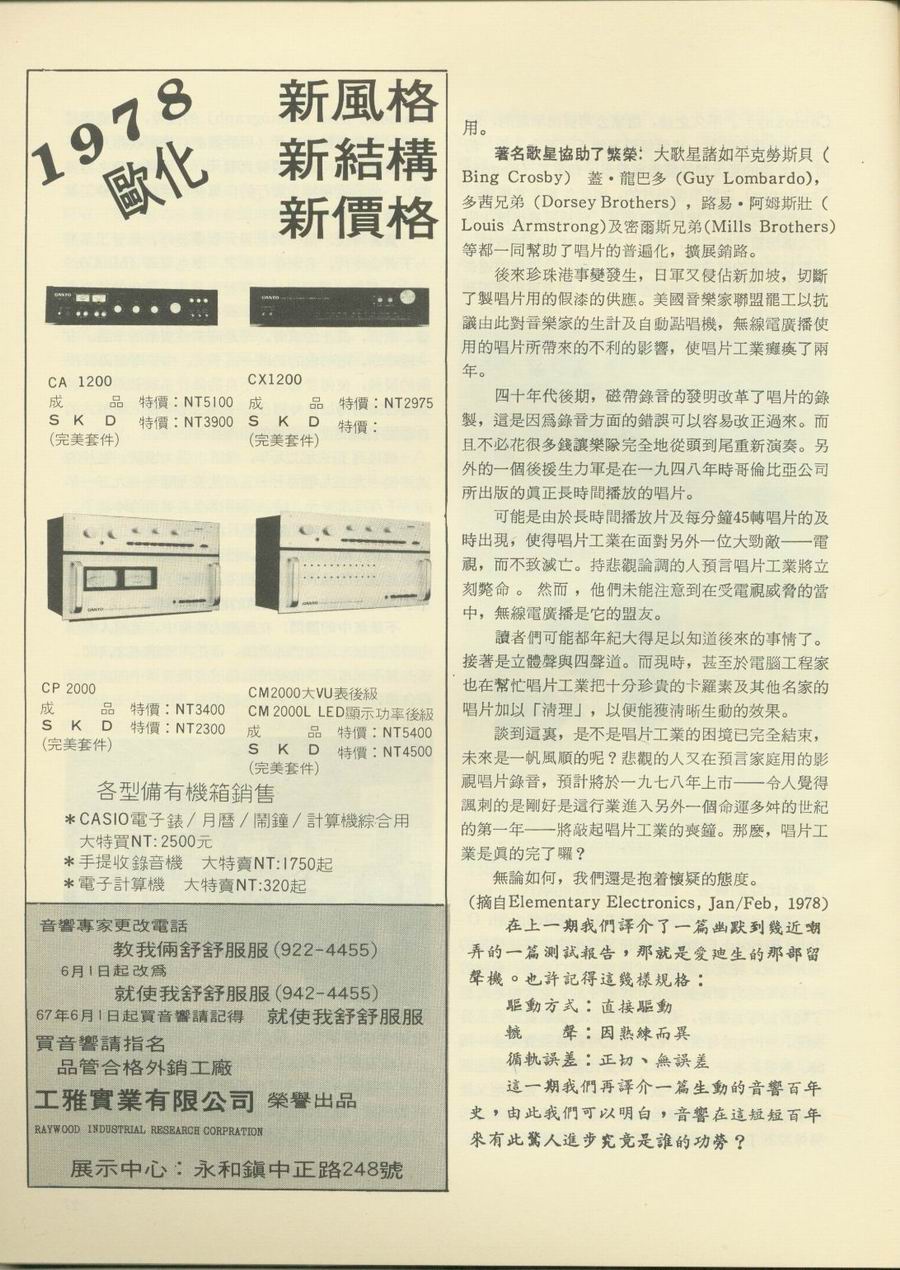 1978
歐化
新風格
新結構
新價格
CA 1200
成　　品　特價：NT5100
S K D　特價：NT3900
(完美套件)
CX1200
成　　品　特價：NT2975
S K D　特價：
(完美套件)
CP 2000
成　　品　特價：NT3400
S K D　特價：NT2300
(完美套件)
CM2000大VU表後級
CM 2000L LED顯示功率後級
成　　品　特價：NT5400
S K D　特價：NT4500
(完美套件)
各型備有機箱銷售
＊CASIO電子錶/月曆/鬧鐘/計算機綜合用
大特買NT: 2500元
＊手提收錄音機　大特賣NT:1750起
＊電子計算機　大特賣NT:320起
音響專家更改電話
教我倆舒舒服服(922-4455)
6月1日起改為
就使我舒舒服服(942-4455)
67年6月1日起買音響請記得　就使我舒舒服服
買音響請指名
品管合格外銷工廠
工雅實業有限公司 榮譽出品
RAYWOOD INDUSTRIAL RESEARCH CORPRATION
展示中心：永和鎭中正路248號
用。
著名歌星協助了繁榮：大歌星諸如平克勞斯貝（
Bing Crosby） 蓋・龍巴多 (Guy Lombardo)，
多茜兄弟（Dorsey Brothers），路易・阿姆斯壯（
Louis Armstrong)及密爾斯兄弟(Mills Brothers)
等都一同幫助了唱片的普遍化，擴展銷路。
後來珍珠港事變發生，日軍又侵佔新加坡，切斷
了製唱片用的假漆的供應。美國音樂家聯盟罷工以抗
議由此對音樂家的生計及自動點唱機，無線電廣播使
用的唱片所帶來的不利的影響，使唱片工業癱瘓了兩
年。
四十年代後期，磁帶錄音的發明改革了唱片的錄
製，這是因爲錄音方面的錯誤可以容易改正過來。而
且不必花很多錢讓樂隊完全地從頭到尾重新演奏。另
外的一個後援生力軍是在一九四八年時哥倫比亞公司
所出版的眞正長時間播放的唱片。
可能是由於長時間播放片及每分鐘45轉唱片的及
時出現，使得唱片工業在面對另外一位大勁敵——電
視，而不致滅亡。持悲觀論調的人預言唱片工業將立
刻斃命 。 然而 ，他們未能注意到在受電視威脅的當
中，無線電廣播是它的盟友。
讀者們可能都年紀大得足以知道後來的事情了。
接著是立體聲與四聲道。而現時，甚至於電腦工程家
也在幫忙唱片工業把十分珍貴的卡羅素及其他名家的
唱片加以「清理」，以便能獲清晰生動的效果。
談到這裏，是不是唱片工業的困境已完全結束，
未來是一帆風順的呢？悲觀的人又在預言家庭用的影
視唱片錄音，預計將於一九七八年上市——令人覺得
諷刺的是剛好是這行業進入另外一個命運多舛的世紀
的第一年——將敲起唱片工業的喪鐘。那麼，唱片工
業是眞的完了囉？
無論如何，我們還是抱着懷疑的態度。
(摘自Elementary Electronics, Jan/Feb, 1978)
在上一期我們譯介了一篇幽默到幾近嘲
弄的一篇測試報告，那就是愛廸生的那部留
聲機。也許記得這幾樣規格：
驅動方式：直接驅動
轆　　聲：因熟練而異
循軌誤差：正切、無誤差
這一期我們再譯介一篇生動的音響百年
史，由此我們可以明白，音響在這短短百年
來有此驚人進步究竟是誰的功勞？